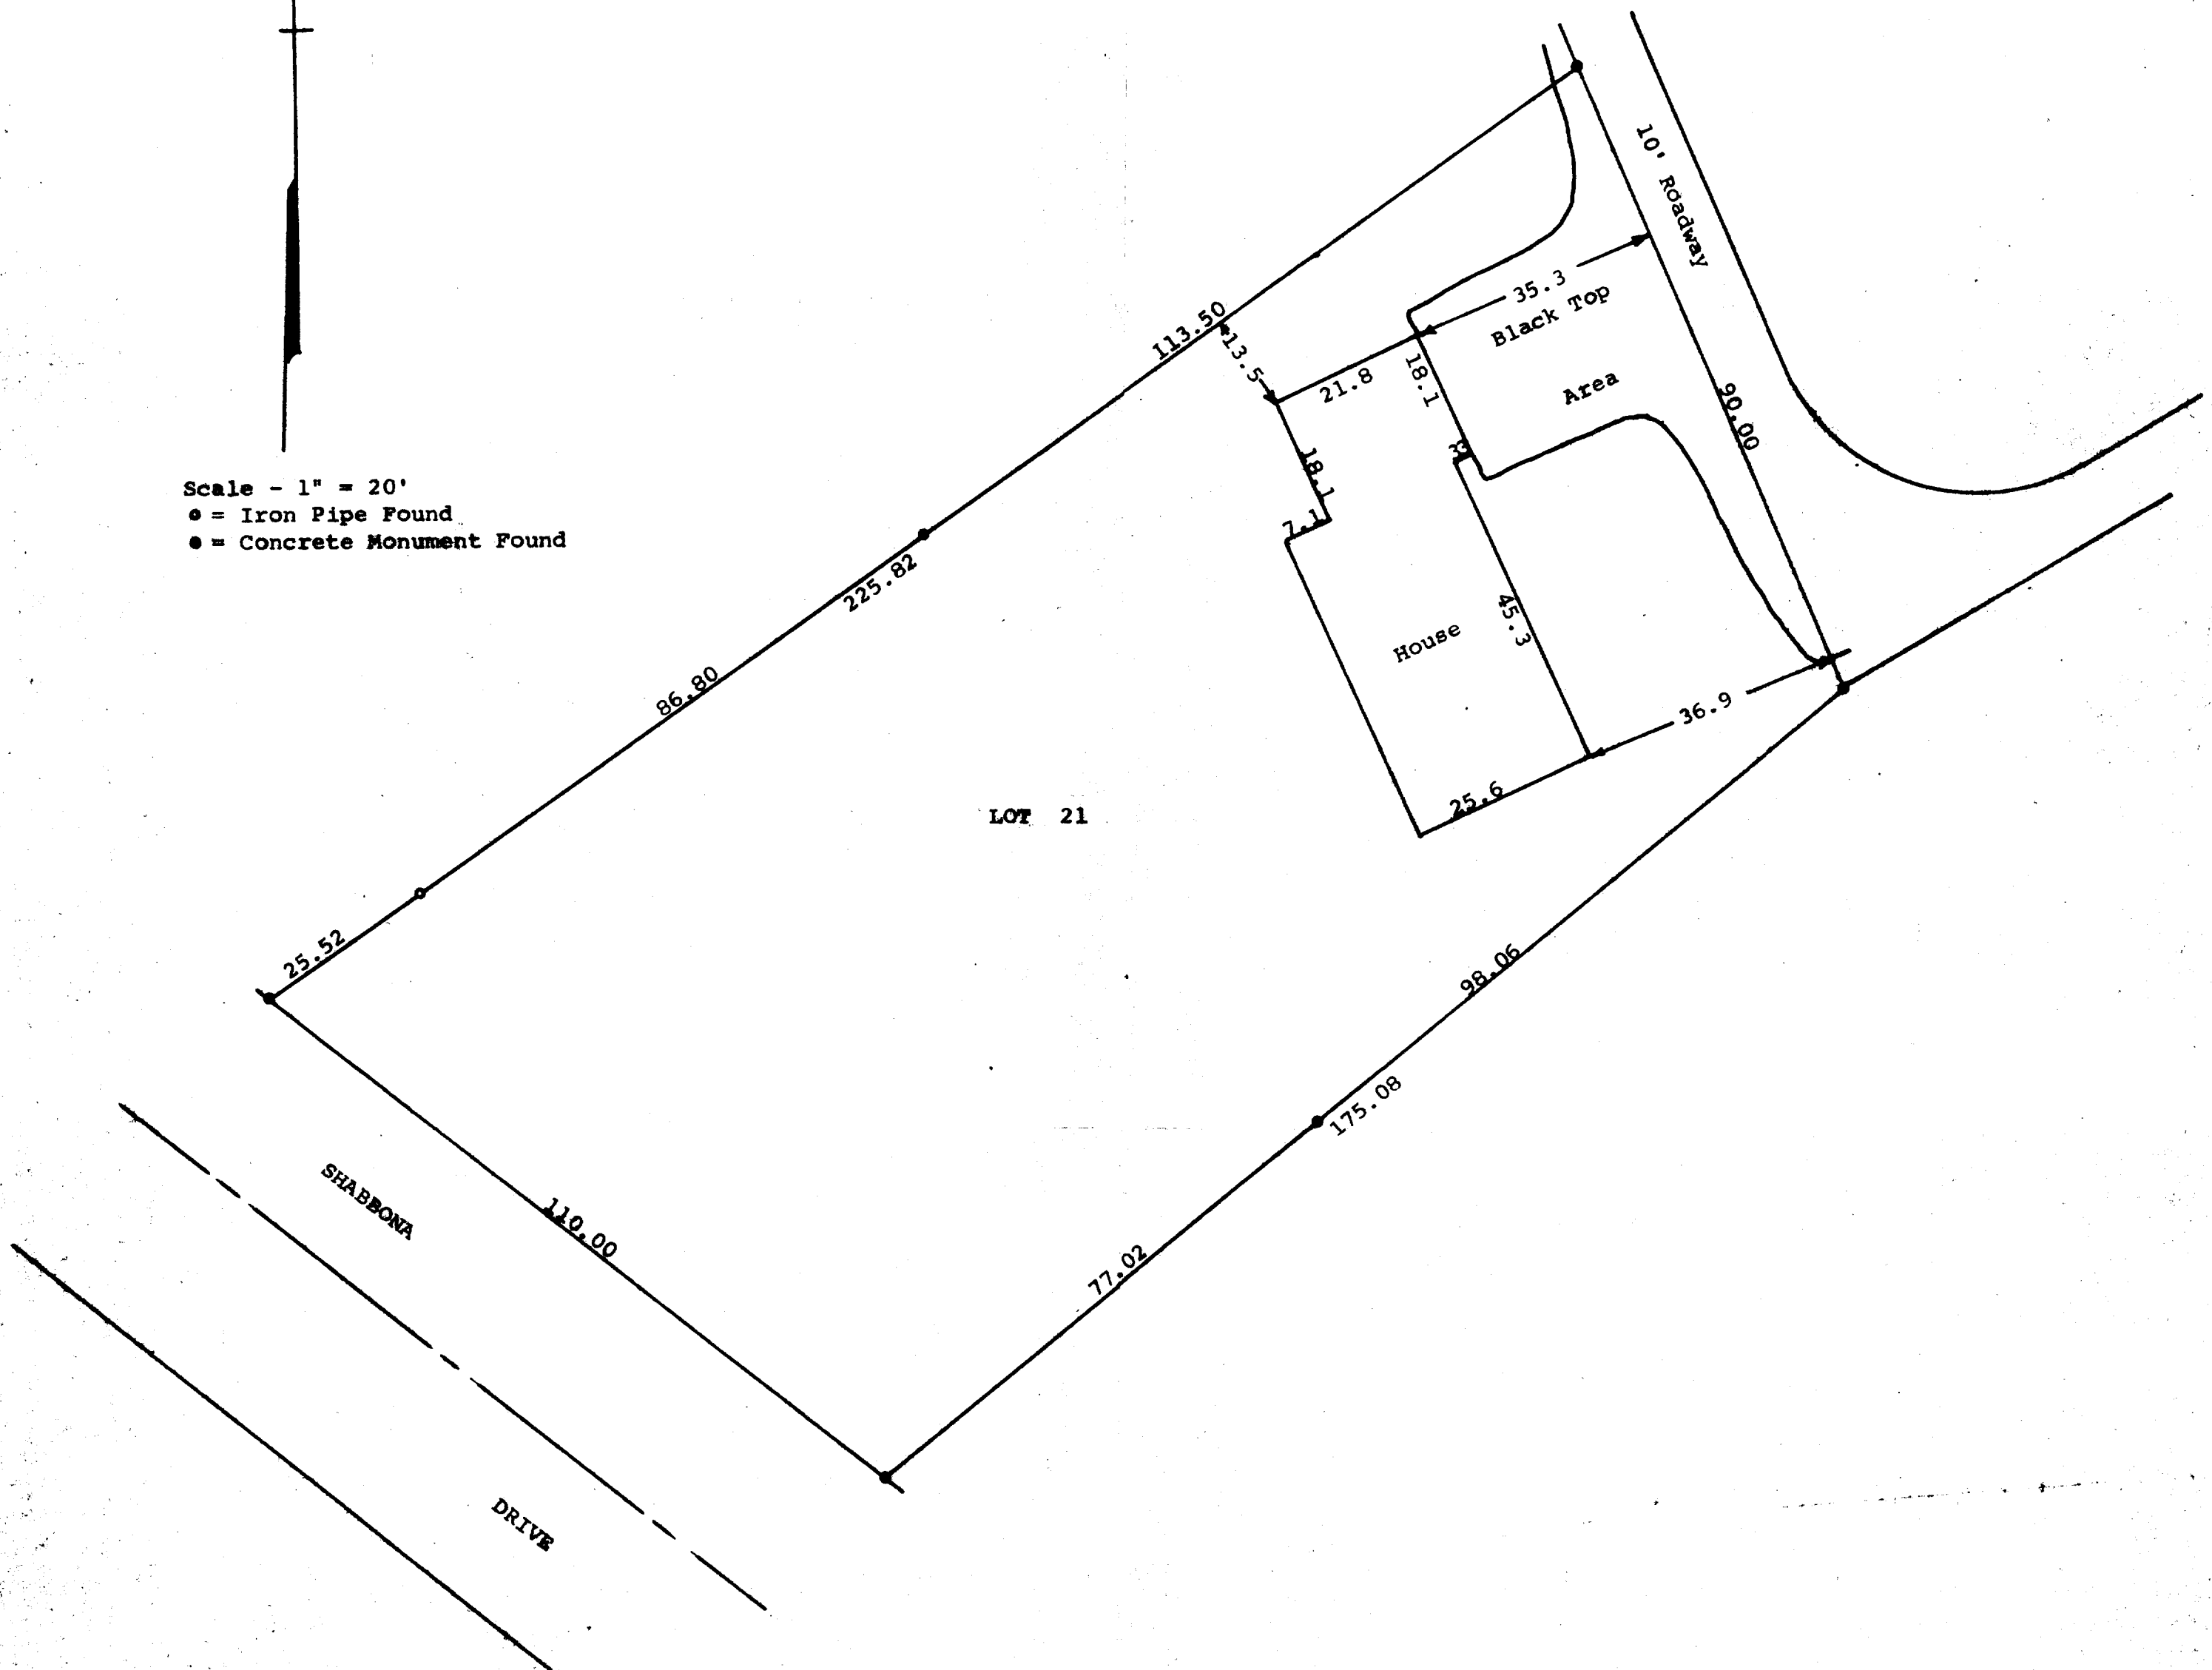 Scale - 1" = 20'
= Iron Pipe Found
= Concrete Monument Found
10' Roadway
35.3
Black Top
Area
113.50
13.5
21.8
18.1
90.00
18.1
7.1
225.82
45.3
House
86.80
36.9
25.6
LOT 21
25.52
98.06
175.08
110.00
77.02
SHABBONA
DRIVE